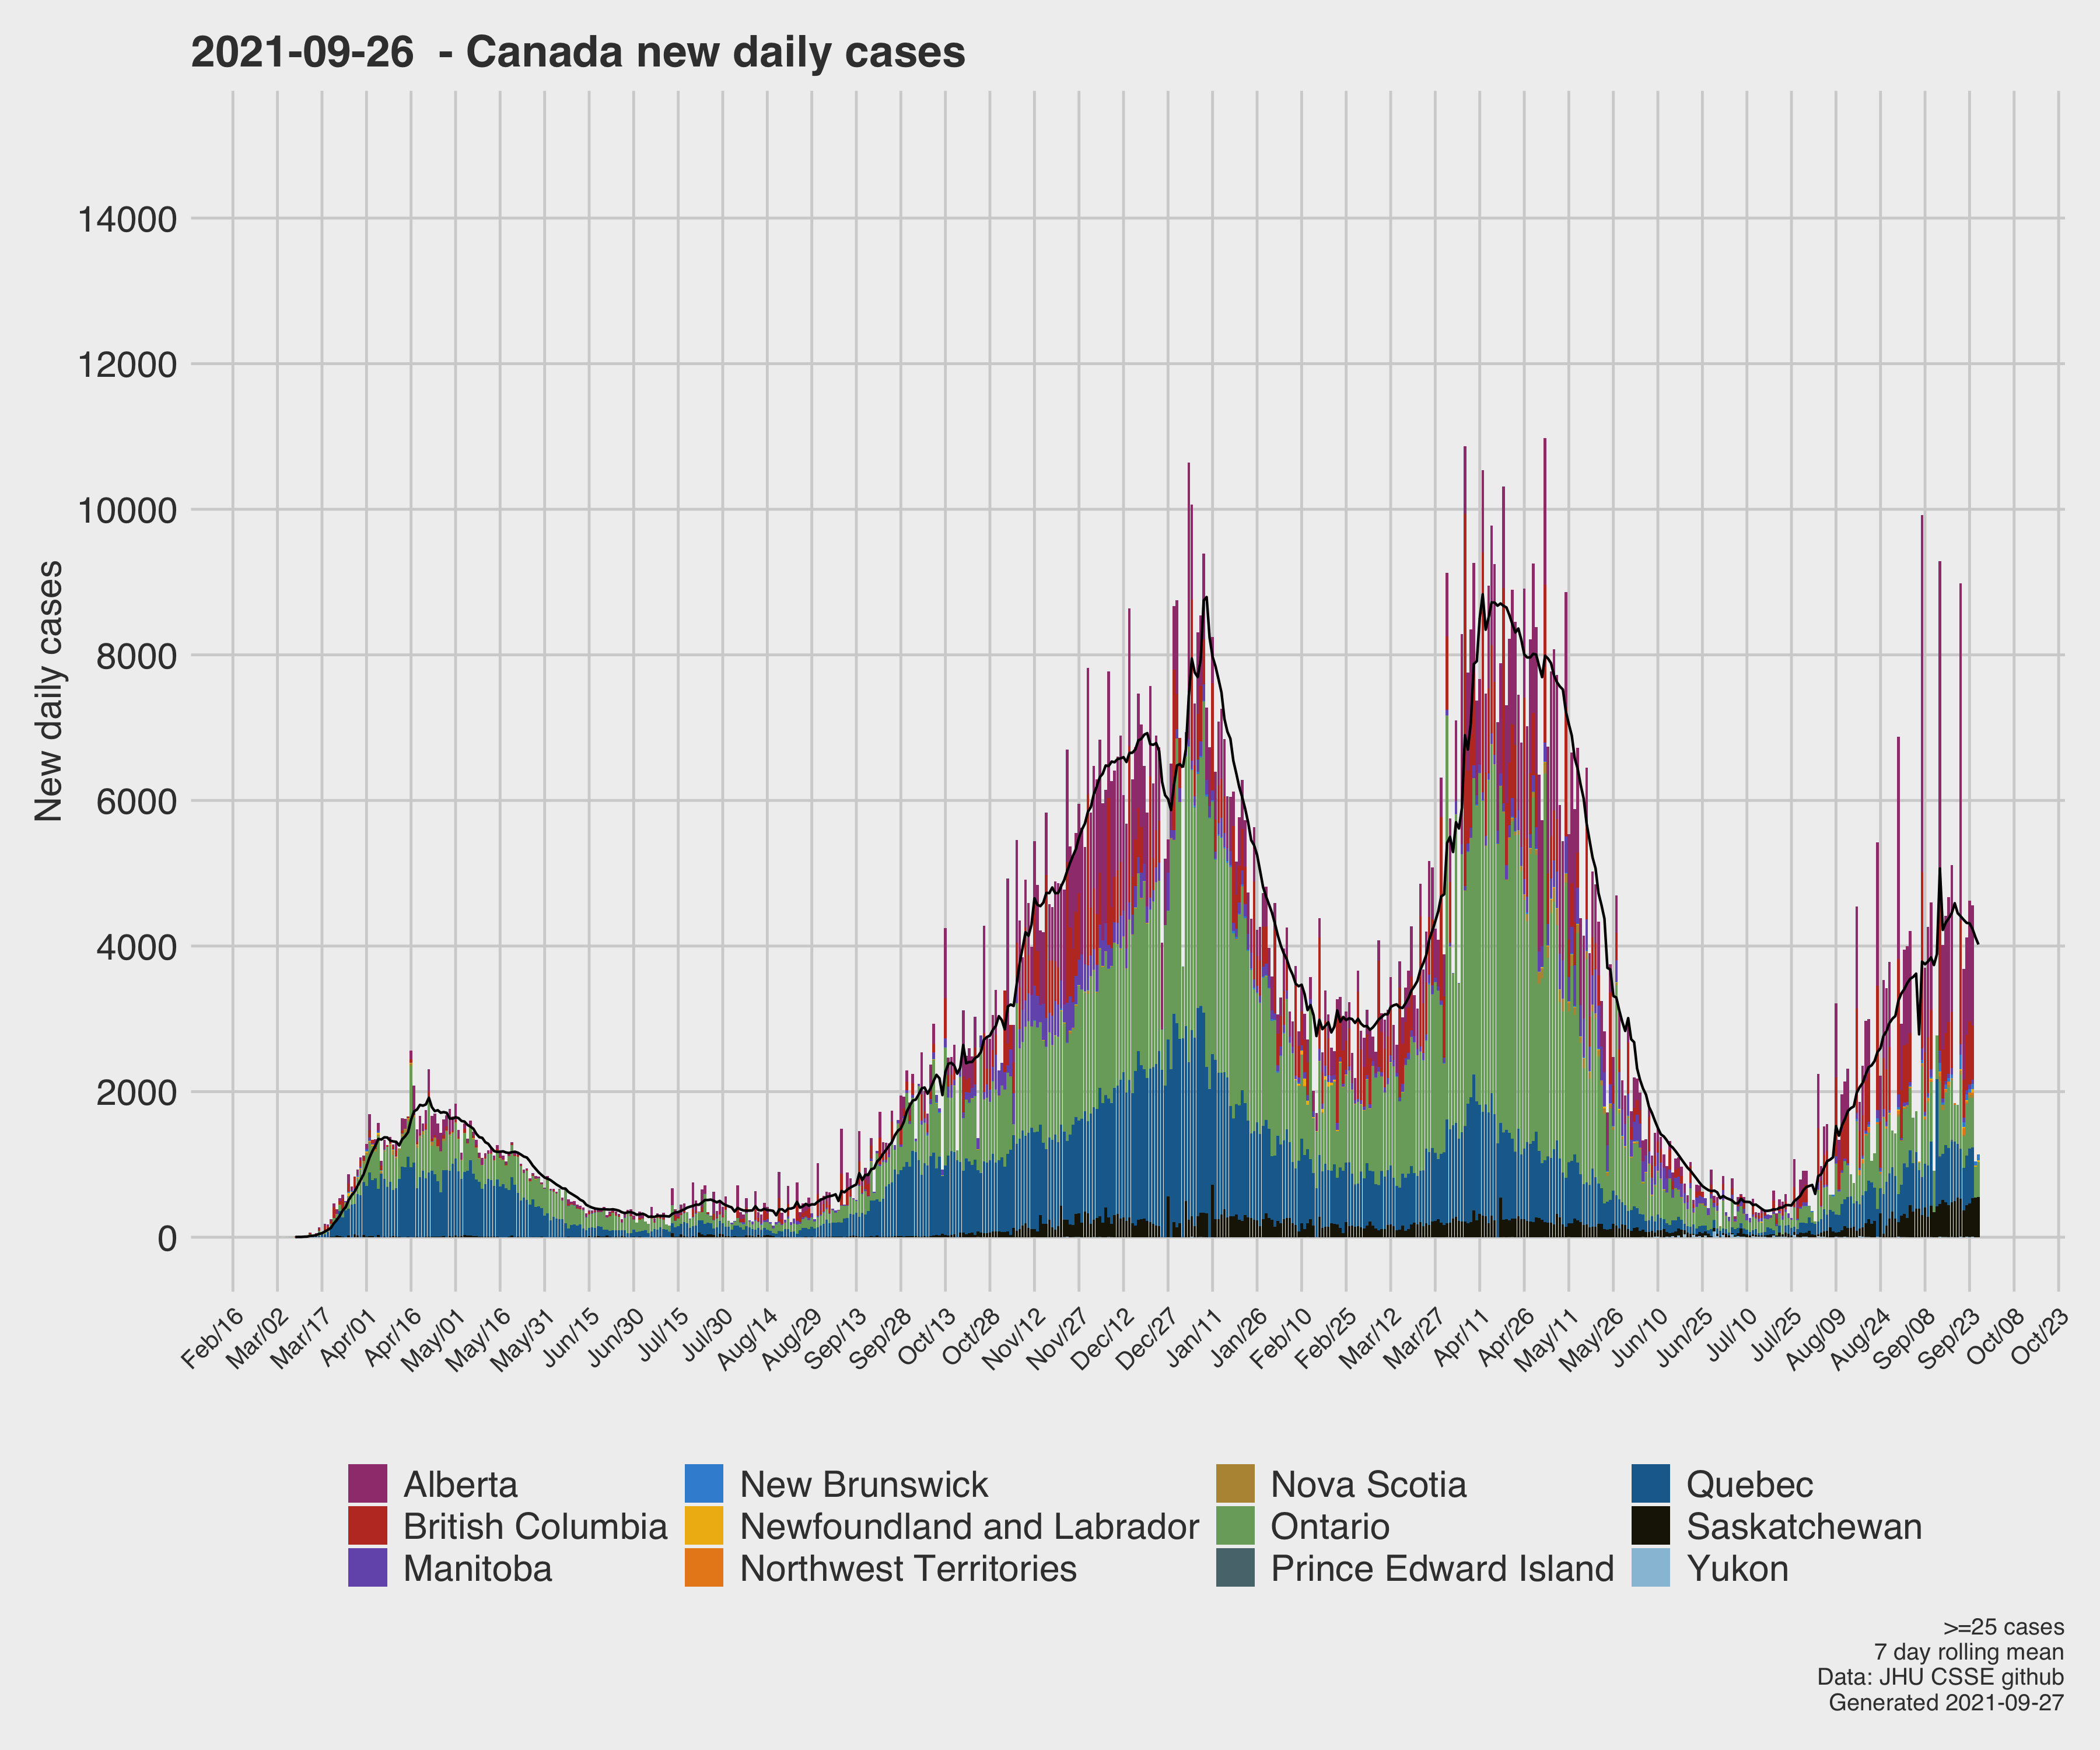 2021-09-26  - Canada new daily cases
New daily cases
14000
12000
10000
8000
6000
4000
2000
0
Feb/16 Mar/02 Mar/17 Apr/01 Apr/16 May/01 May/16 May/31 Jun/15 Jun/30 Jul/15 Jul/30 Aug/14 Aug/29 Sep/13 Sep/28 Oct/13 Oct/28 Nov/12 Nov/27 Dec/12 Dec/27 Jan/11 Jan/26 Feb/10 Feb/25 Mar/12 Mar/27 Apr/11 Apr/26 May/11 May/26 Jun/10 Jun/25 Jul/10 Jul/25 Aug/09 Aug/24 Sep/08 Sep/23 Oct/08 Oct/23
Alberta New Brunswick Nova Scotia Quebec
British Columbia Newfoundland and Labrador Ontario Saskatchewan
Manitoba Northwest Territories Prince Edward Island Yukon
>=25 cases
7 day rolling mean
Data: JHU CSSE github
Generated 2021-09-27